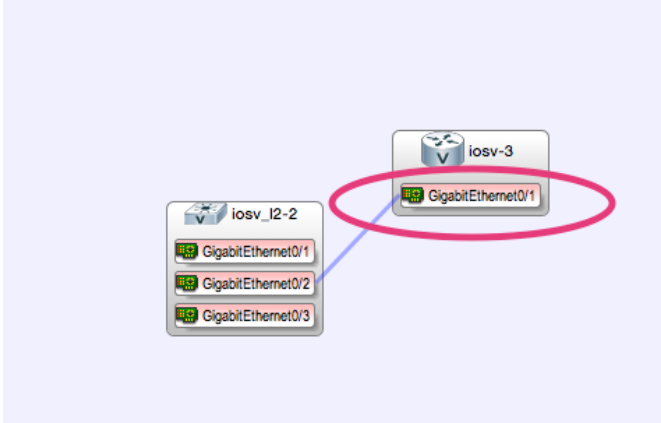 V
iosv-3
GigabitEthernet0/1
V
iosv_l2-2
GigabitEthernet0/1
GigabitEthernet0/2
GigabitEthernet0/3